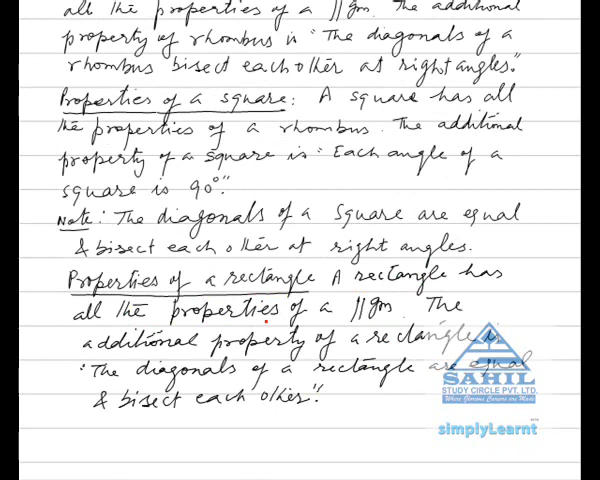 all the properties of a ||gm. The additional
property of rhombus is "The diagonals of a
rhombus bisect each other at right angles."
Properties of a square: A square has all
the properties of a rhombus. The additional
property of a square is "Each angle of a
square is 90°."
Note: The diagonals of a square are equal
& bisect each other at right angles.
Properties of a rectangle A rectangle has
all the properties of a ||gm The
additional property of a rectangle is
"The diagonals of a rectangle are equal
& bisect each other".
SAHIL
STUDY CIRCLE PVT. LTD.
Where Glorious Careers are Made
simplyLearnt